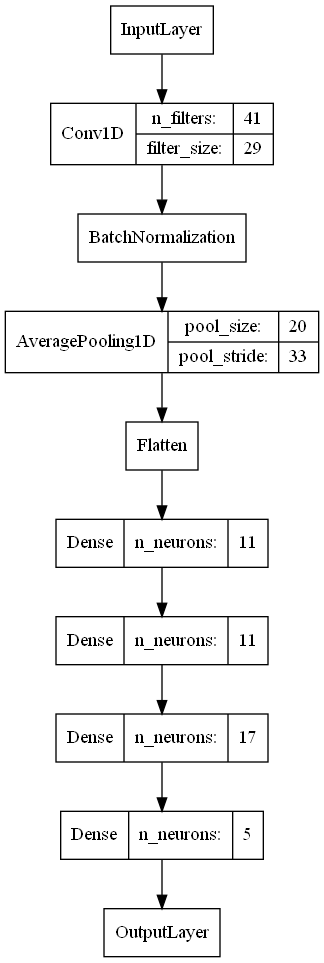 InputLayer
Conv1D n_filters: 41
filter_size: 29
BatchNormalization
AveragePooling1D pool_size: 20
pool_stride: 33
Flatten
Dense n_neurons: 11
Dense n_neurons: 11
Dense n_neurons: 17
Dense n_neurons: 5
OutputLayer